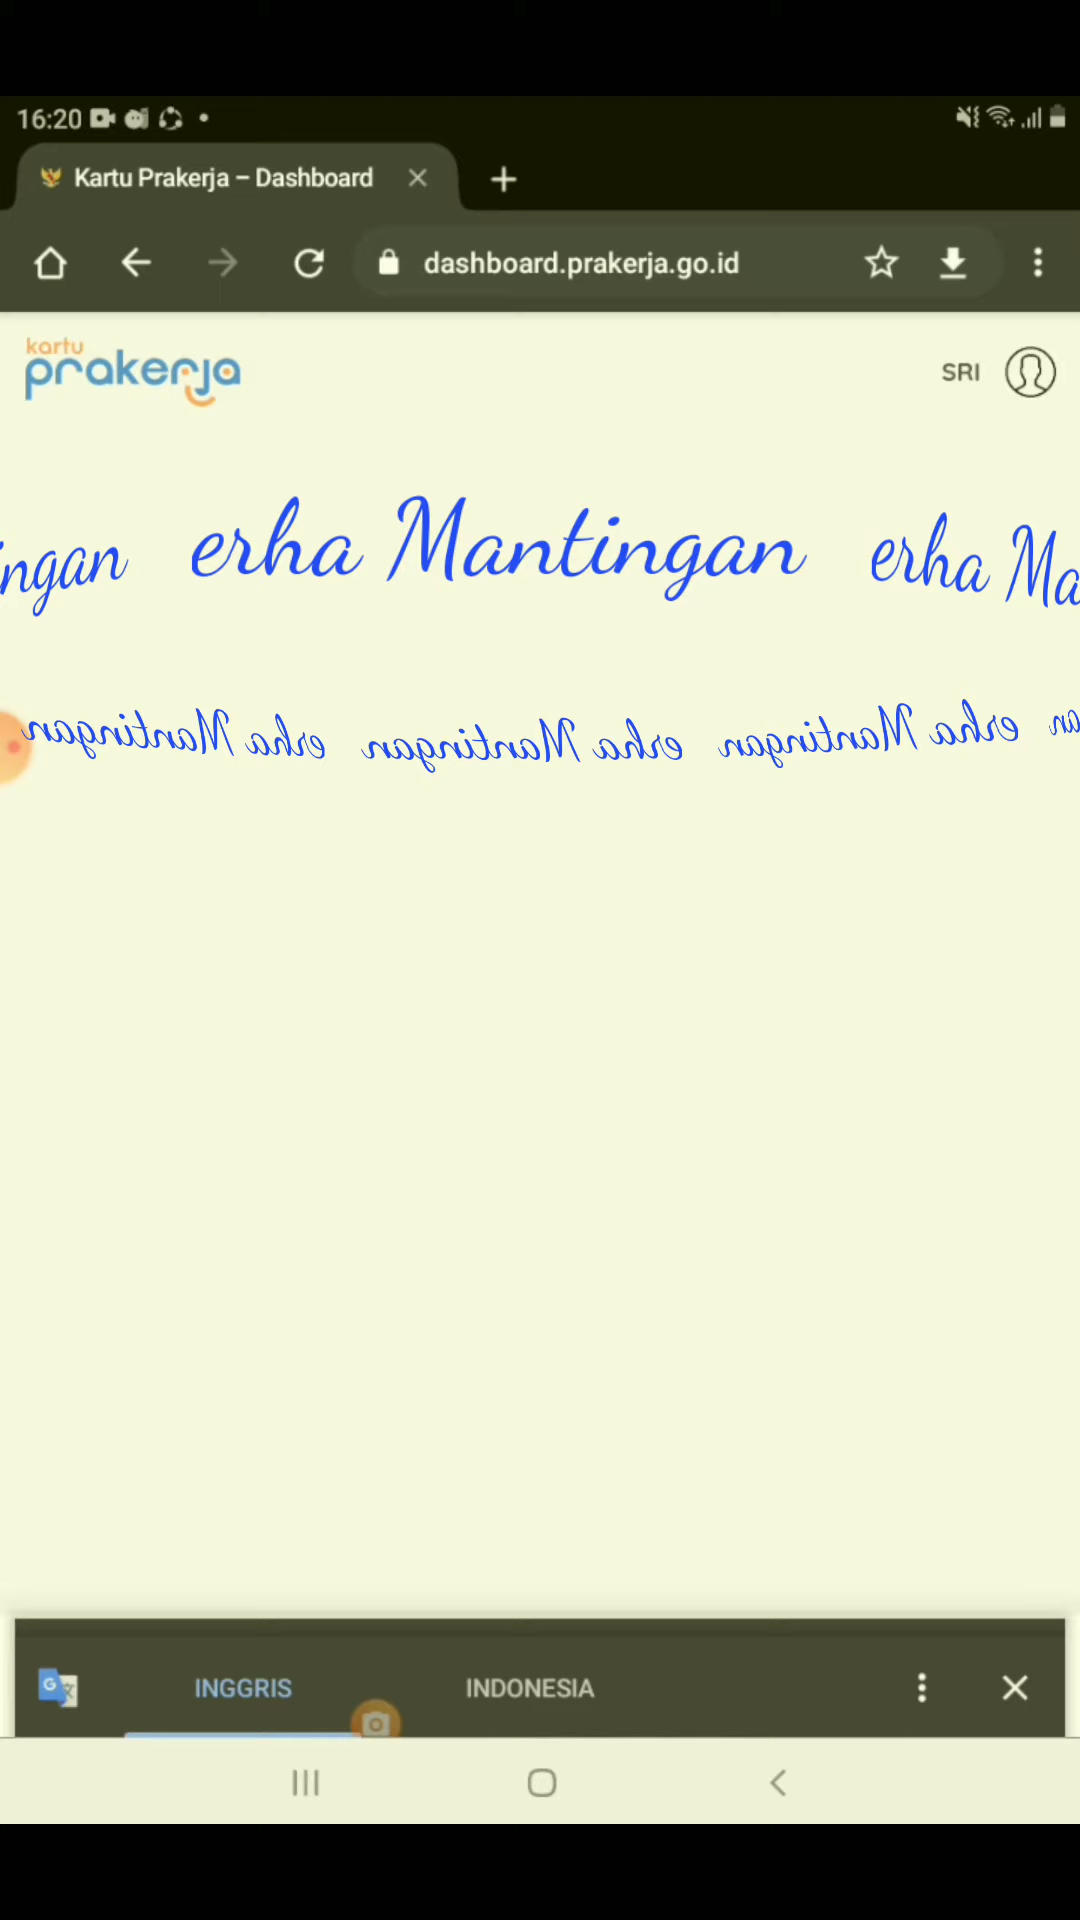 16:20
Kartu Prakerja – Dashboard
dashboard.prakerja.go.id
kartu
prakerja
SRI
ngan erha Mantingan erha Ma
Mantingan erha Mantingan erha Mantingan erha an
INGGRIS INDONESIA